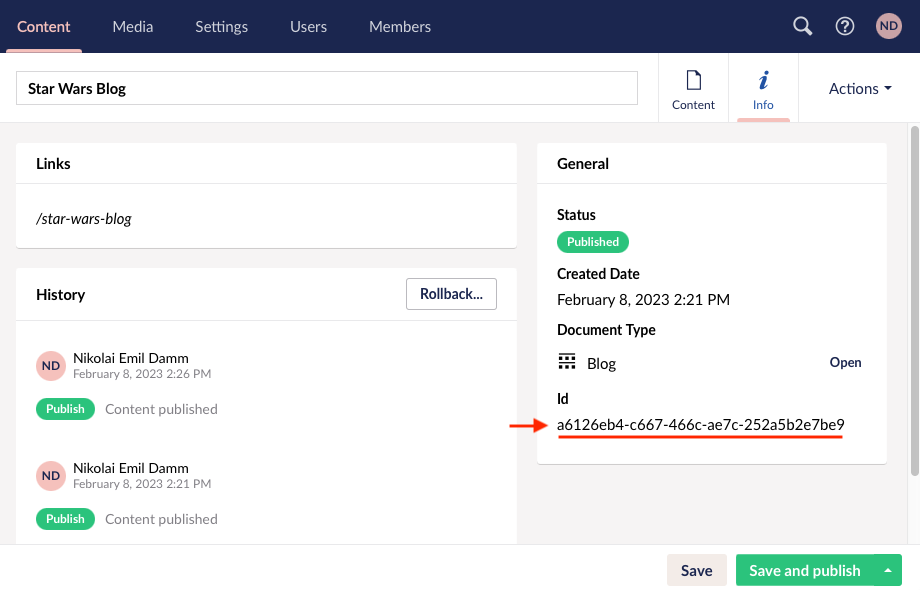 Content Media Settings Users Members ND
Star Wars Blog
Content
Info
Actions
Links
/star-wars-blog
History
Rollback...
ND
Nikolai Emil Damm
February 8, 2023 2:26 PM
Publish Content published
ND
Nikolai Emil Damm
February 8, 2023 2:21 PM
Publish Content published
General
Status
Published
Created Date
February 8, 2023 2:21 PM
Document Type
Blog Open
Id
a6126eb4-c667-466c-ae7c-252a5b2e7be9
Save Save and publish